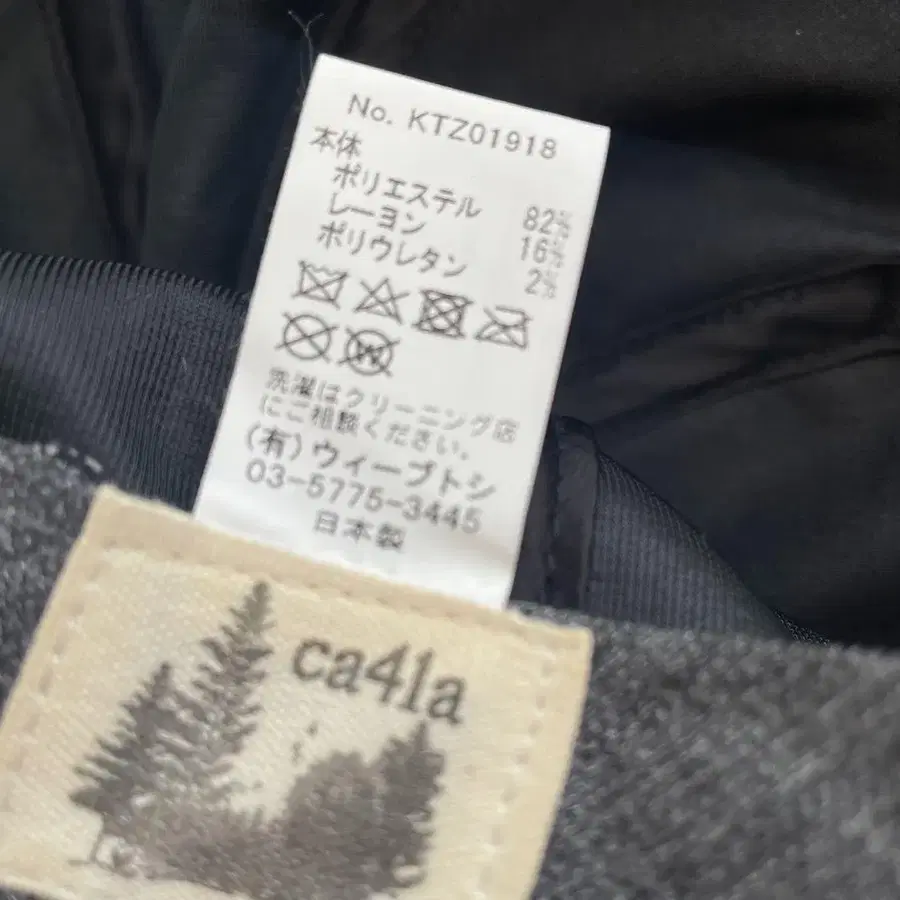 No. KTZ01918
本体
ポリエステル 82%
レーヨン 16%
ポリウレタン 2%
W
洗濯はクリーニング店
にご相談ください。
(有)ウィーブトシ
03-5775-3445
日本製
ca4la